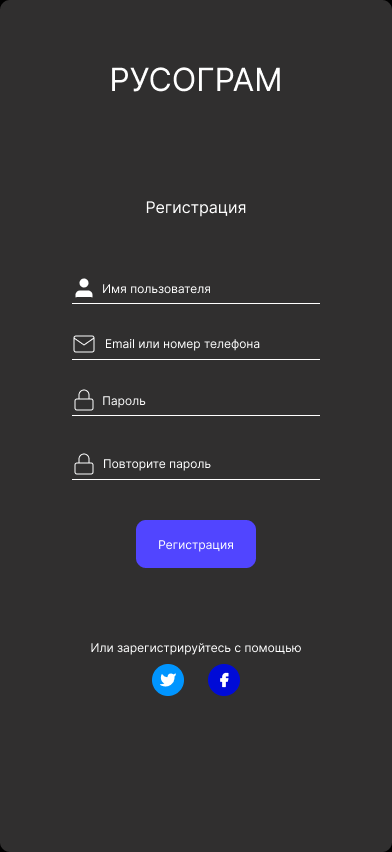 РУСОГРАМ
Регистрация
Имя пользователя
Email или номер телефона
Пароль
Повторите пароль
Регистрация
Или зарегистрируйтесь с помощью